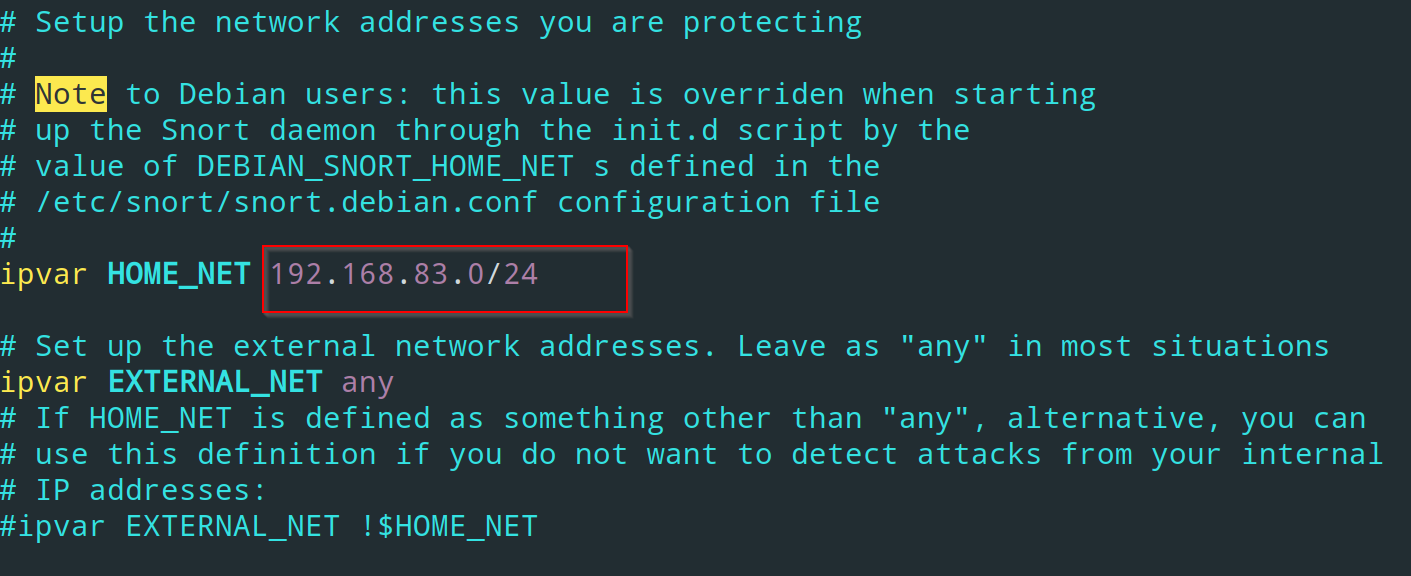 # Setup the network addresses you are protecting
#
# Note to Debian users: this value is overriden when starting
# up the Snort daemon through the init.d script by the
# value of DEBIAN_SNORT_HOME_NET s defined in the
# /etc/snort/snort.debian.conf configuration file
#
ipvar HOME_NET 192.168.83.0/24
# Set up the external network addresses. Leave as "any" in most situations
ipvar EXTERNAL_NET any
# If HOME_NET is defined as something other than "any", alternative, you can
# use this definition if you do not want to detect attacks from your internal
# IP addresses:
#ipvar EXTERNAL_NET !$HOME_NET